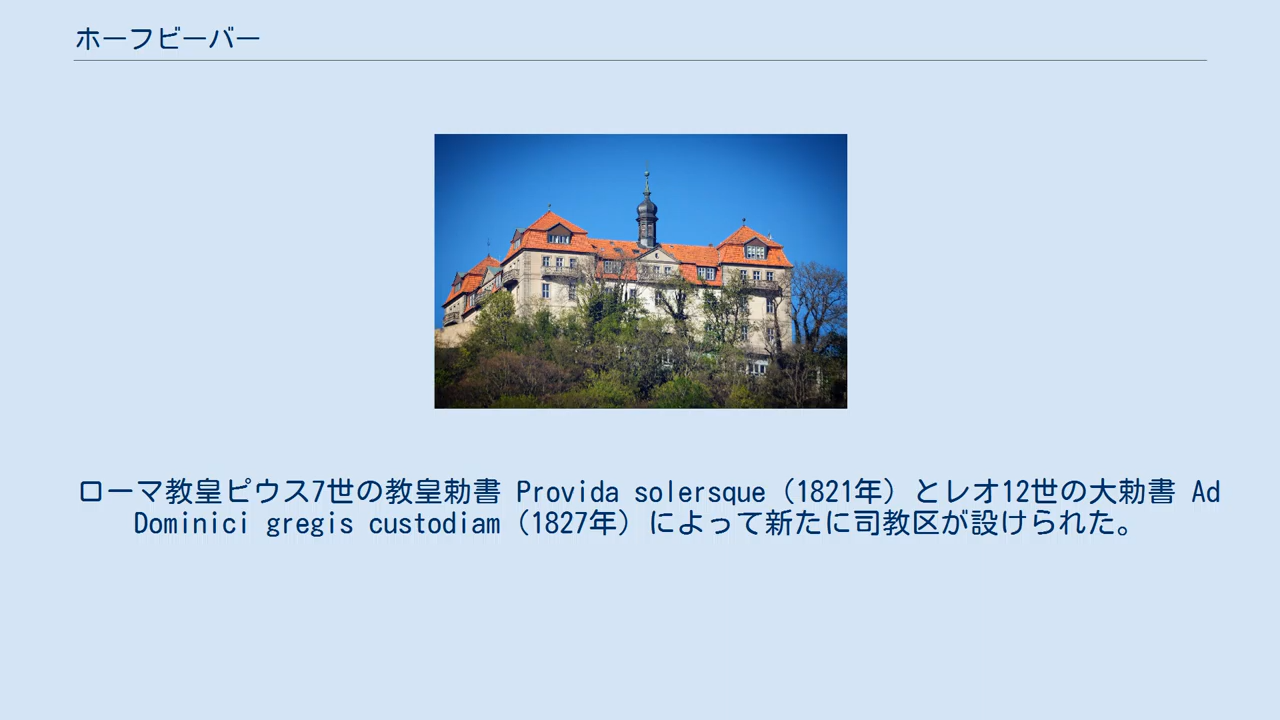 ホーフビーバー
ローマ教皇ピウス7世の教皇勅書 Provida solersque（1821年）とレオ12世の大勅書 Ad
Dominici gregis custodiam（1827年）によって新たに司教区が設けられた。